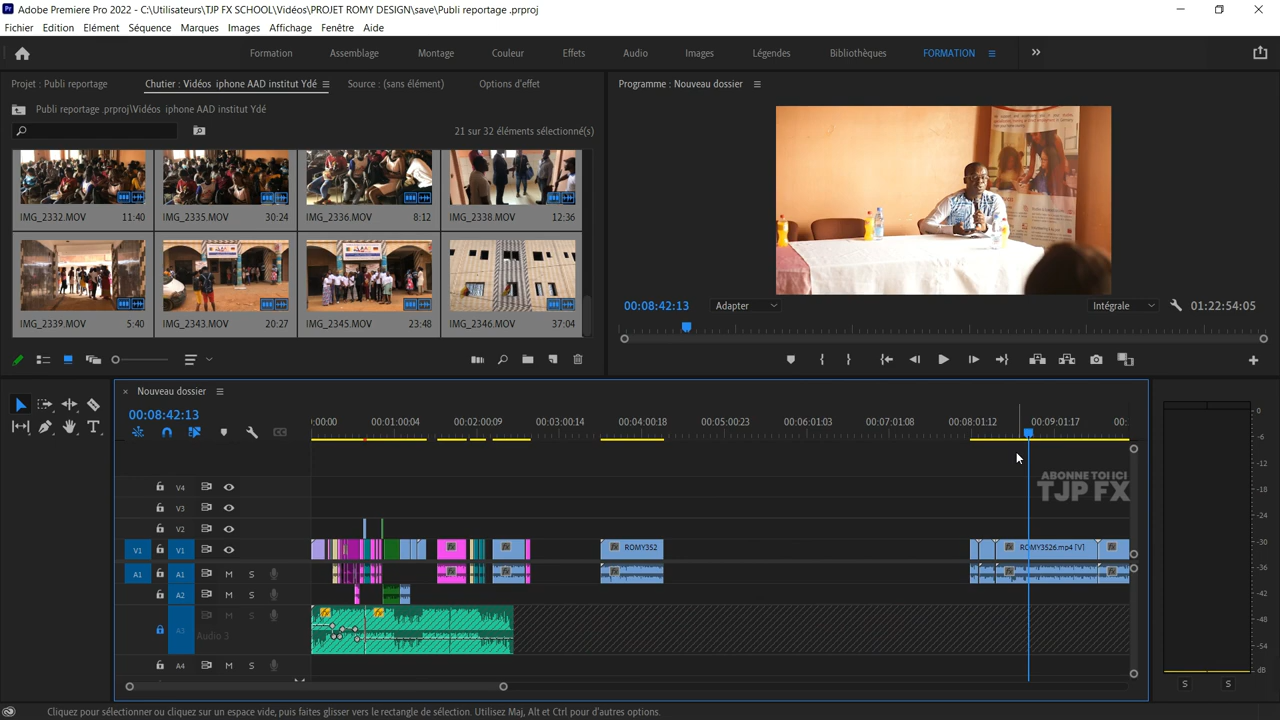 Adobe Premiere Pro 2022 - C:\Utilisateurs\TJP FX SCHOOL\Vidéos\PROJET ROMY DESIGN\save\Publi reportage .prproj
Fichier Edition Elément Séquence Marques Images Affichage Fenêtre Aide
Formation Assemblage Montage Couleur Effets Audio Images Légendes Bibliothèques FORMATION
Projet : Publi reportage Chutier : Vidéos iphone AAD institut Ydé Source : (sans élément) Options d'effet Programme : Nouveau dossier
Publi reportage .prproj\Vidéos iphone AAD institut Ydé
21 sur 32 éléments sélectionné(s)
IMG_2332.MOV 11:40 IMG_2335.MOV 30:24 IMG_2336.MOV 8:12 IMG_2338.MOV 12:36
IMG_2339.MOV 5:40 IMG_2343.MOV 20:27 IMG_2345.MOV 23:48 IMG_2346.MOV 37:04
00:08:42:13 Adapter Intégrale 01:22:54:05
Nouveau dossier
00:08:42:13
:00:00 00:01:00:04 00:02:00:09 00:03:00:14 00:04:00:18 00:05:00:23 00:06:01:03 00:07:01:08 00:08:01:12 00:09:01:17 00:
ABONNE TOI ICI
TJP FX
V4
V3
V2
V1 V1 ROMY352 ROMY3526.mp4 [V]
A1 A1 M S
A2 M S
A3 M S
Audio 3
A4 M S
0
-6
-12
-18
-24
-30
-36
-42
-48
-54
dB
S S
Cliquez pour sélectionner ou cliquez sur un espace vide, puis faites glisser vers le rectangle de sélection. Utilisez Maj, Alt et Ctrl pour d'autres options.